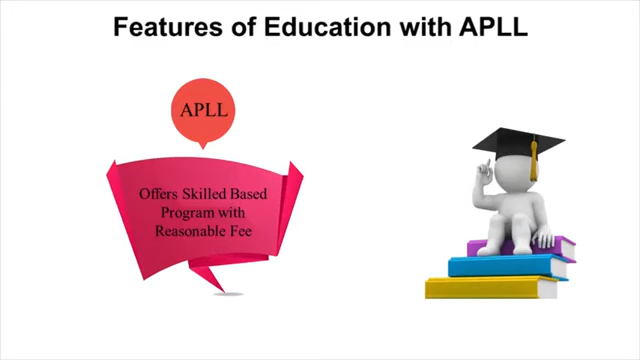 Features of Education with APLL
APLL
Offers Skilled Based
Program with
Reasonable Fee